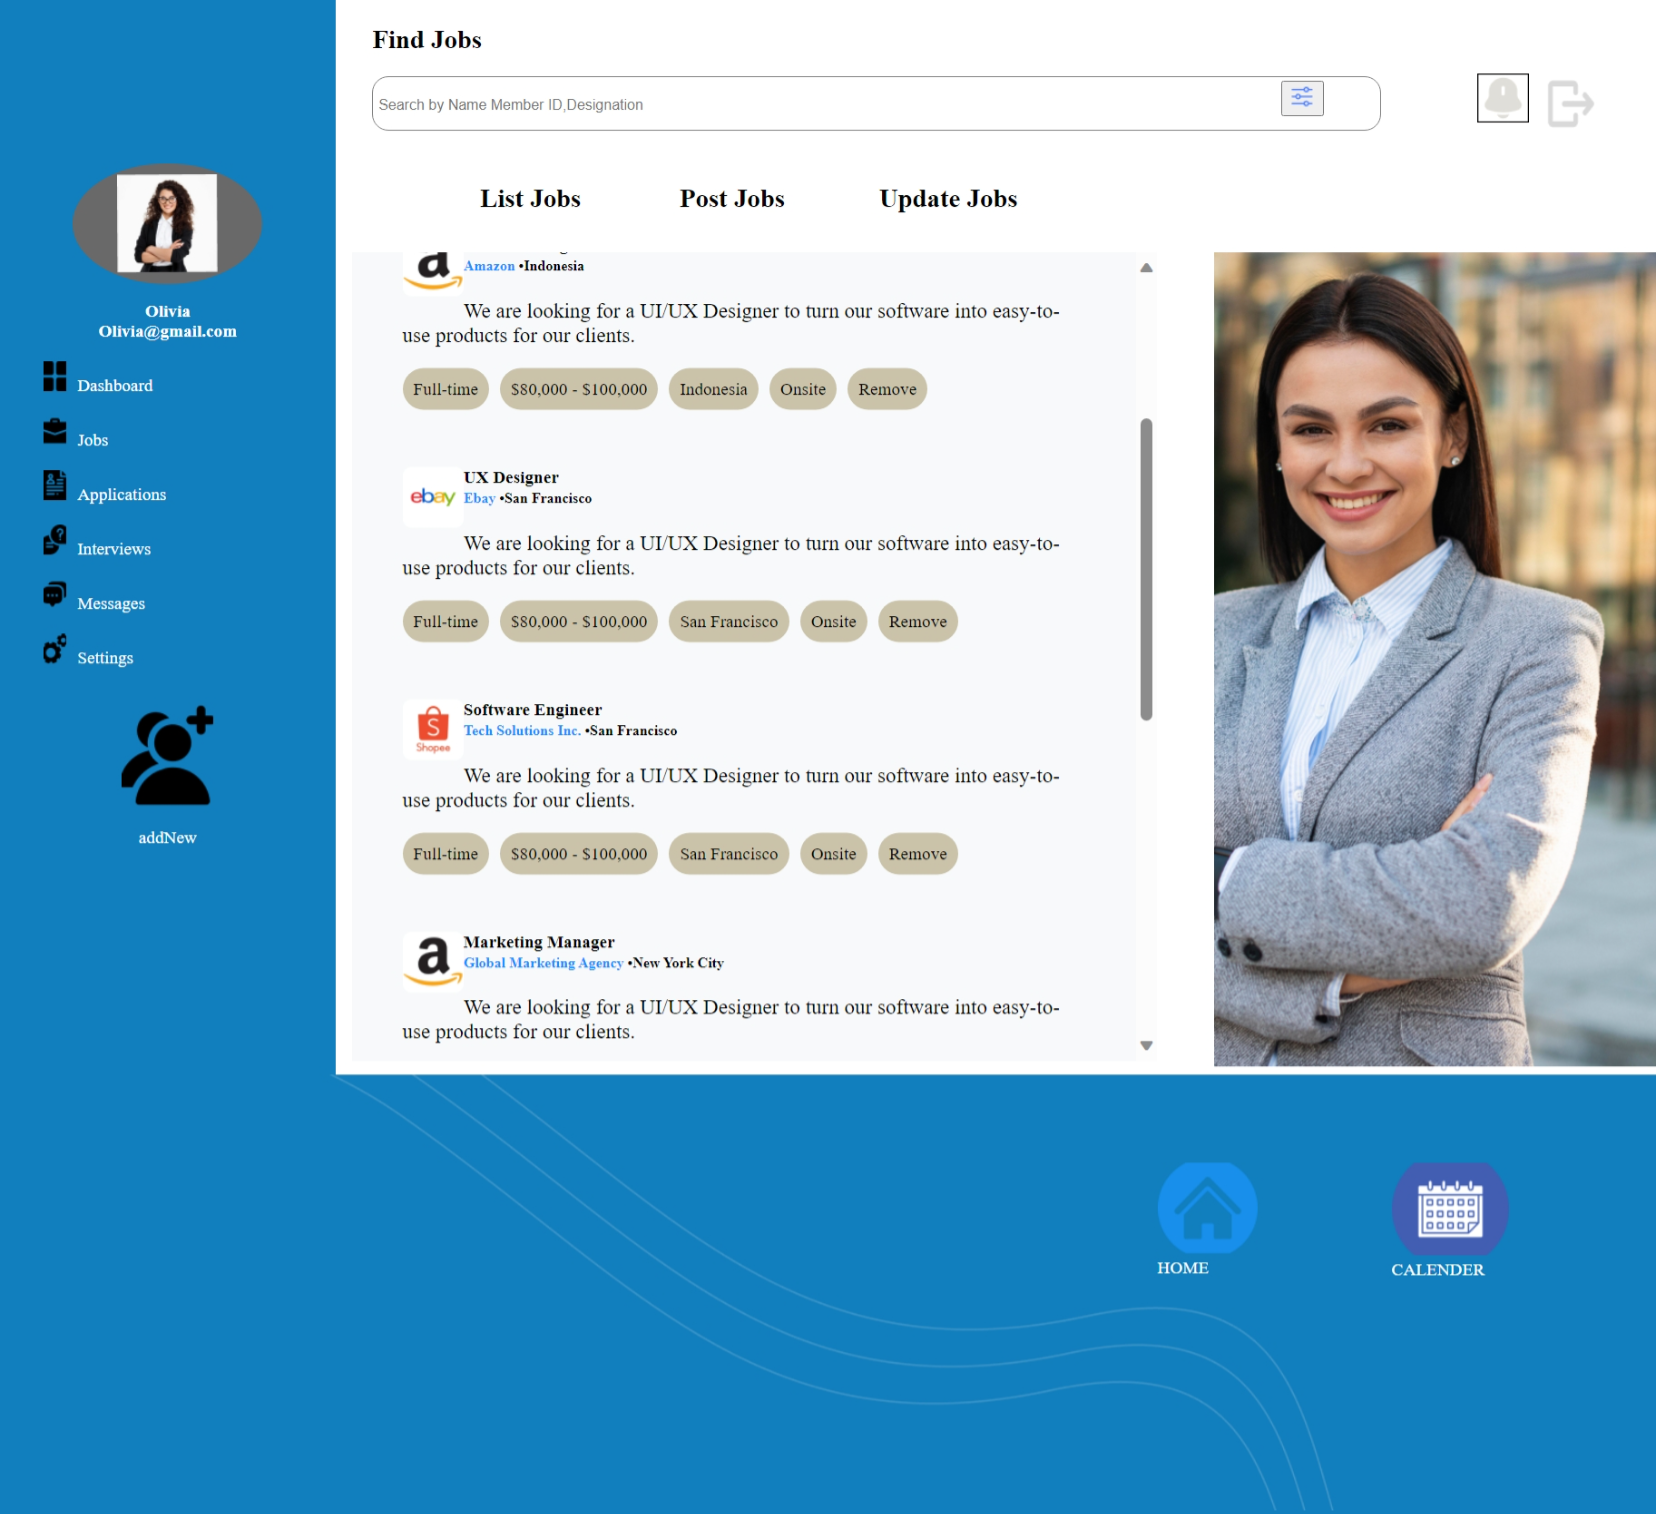 Find Jobs
Search by Name Member ID,Designation
List Jobs
Post Jobs
Update Jobs
Olivia
Olivia@gmail.com
Dashboard
Jobs
Applications
Interviews
Messages
Settings
addNew
a
Amazon •Indonesia
We are looking for a UI/UX Designer to turn our software into easy-to-
use products for our clients.
Full-time
$80,000 - $100,000
Indonesia
Onsite
Remove
ebay
UX Designer
Ebay •San Francisco
We are looking for a UI/UX Designer to turn our software into easy-to-
use products for our clients.
Full-time
$80,000 - $100,000
San Francisco
Onsite
Remove
S
Shopee
Software Engineer
Tech Solutions Inc. •San Francisco
We are looking for a UI/UX Designer to turn our software into easy-to-
use products for our clients.
Full-time
$80,000 - $100,000
San Francisco
Onsite
Remove
a
Marketing Manager
Global Marketing Agency •New York City
We are looking for a UI/UX Designer to turn our software into easy-to-
use products for our clients.
HOME
CALENDER